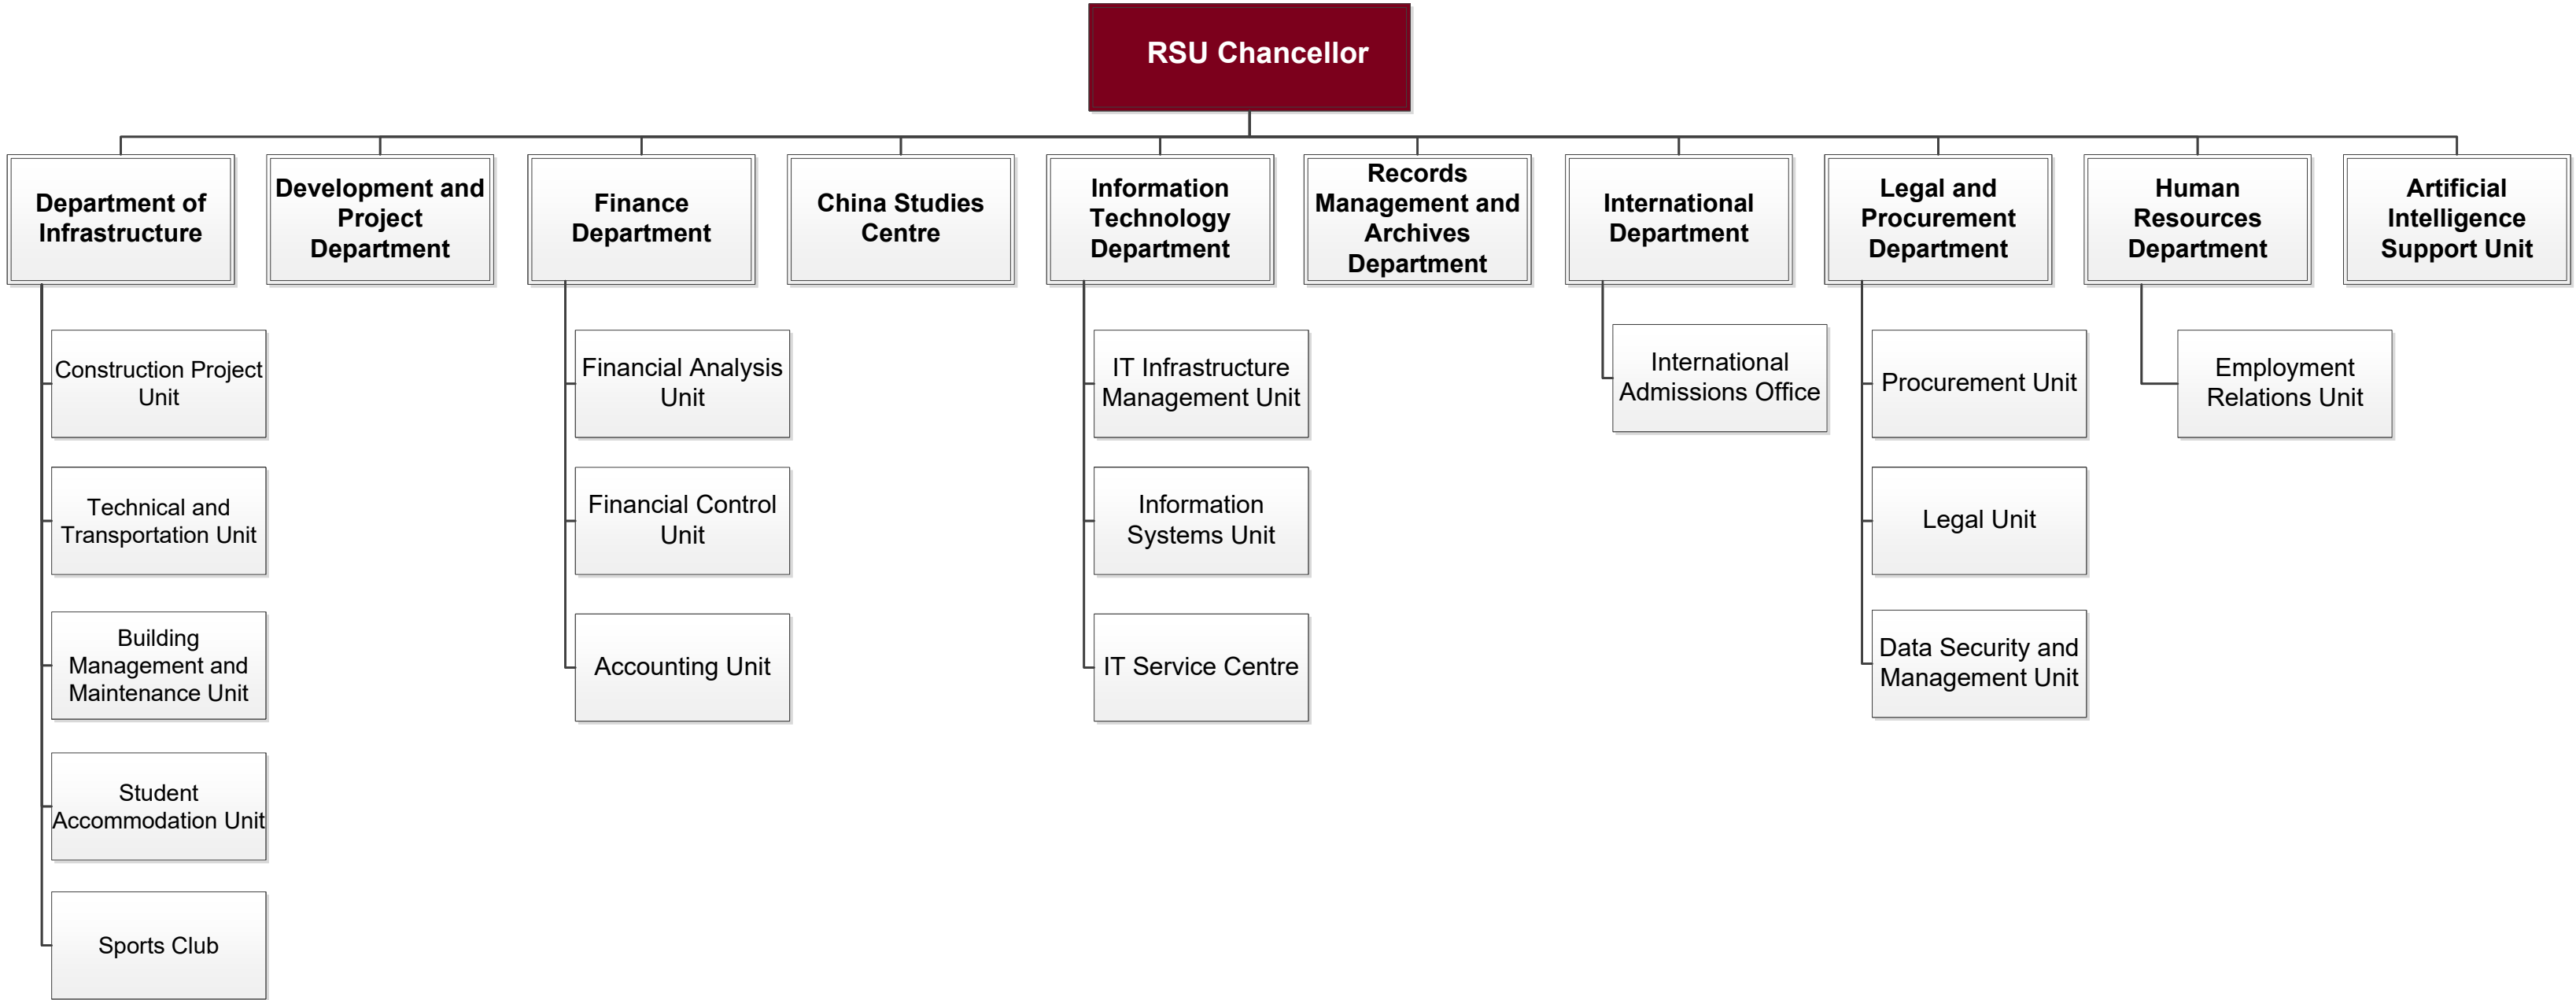 RSU Chancellor
Department of
Infrastructure
Development and
Project
Department
Finance
Department
China Studies
Centre
Information
Technology
Department
Records
Management and
Archives
Department
International
Department
Legal and
Procurement
Department
Human
Resources
Department
Artificial
Intelligence
Support Unit
Construction Project
Unit
Technical and
Transportation Unit
Building
Management and
Maintenance Unit
Student
Accommodation Unit
Sports Club
Financial Analysis
Unit
Financial Control
Unit
Accounting Unit
IT Infrastructure
Management Unit
Information
Systems Unit
IT Service Centre
International
Admissions Office
Procurement Unit
Legal Unit
Data Security and
Management Unit
Employment
Relations Unit